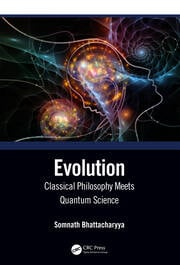 Evolution
Classical Philosophy Meets
Quantum Science
Somnath Bhattacharyya
CRC Press